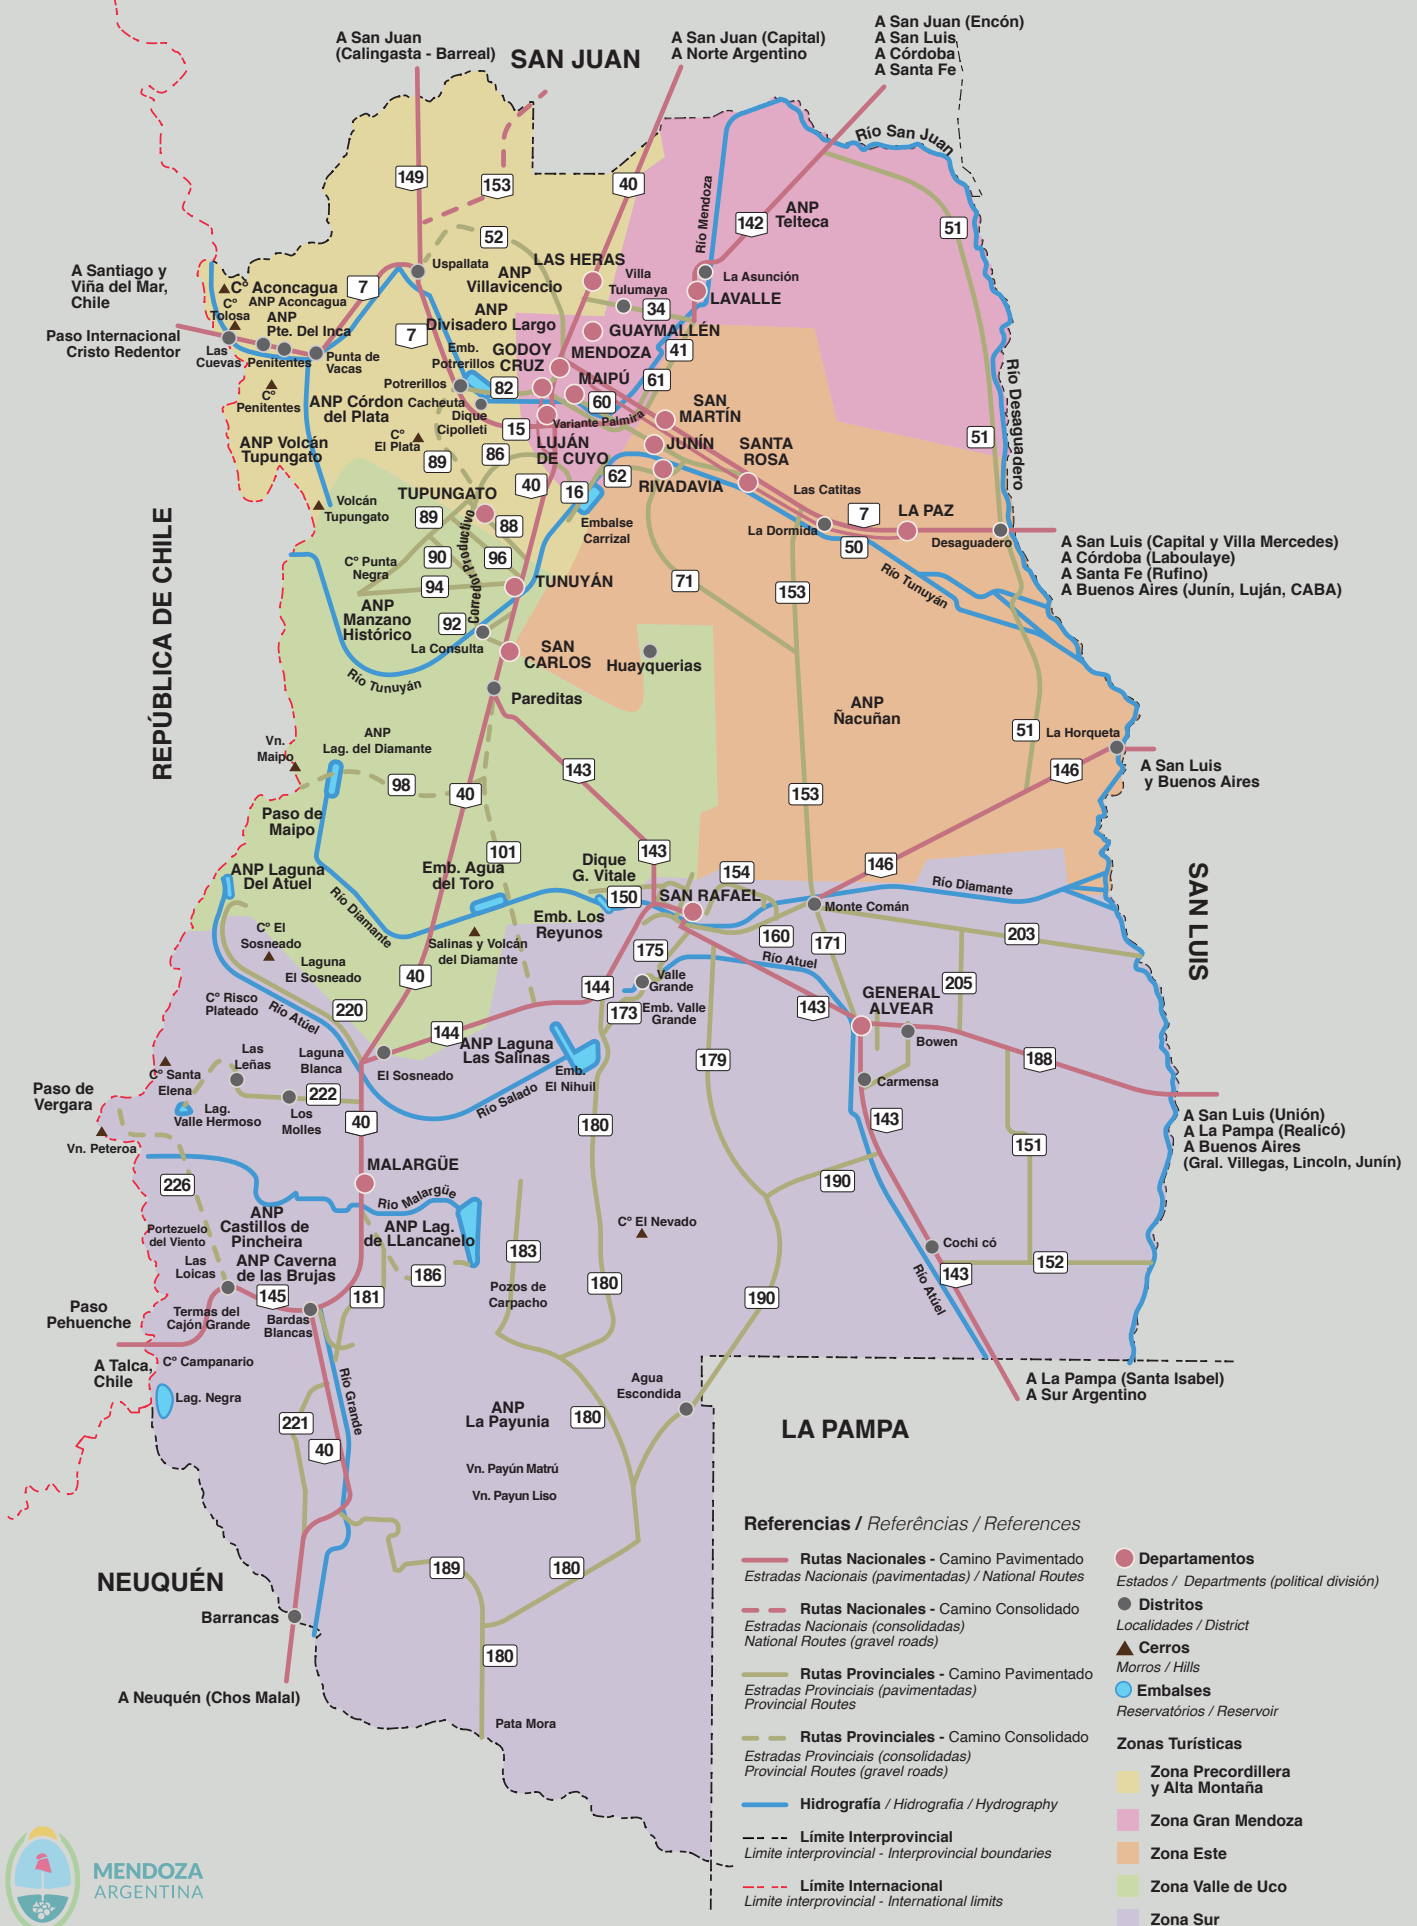 A San Juan
(Calingasta - Barreal)
SAN JUAN
A San Juan (Capital)
A Norte Argentino
A San Juan (Encón)
A San Luis
A Córdoba
A Santa Fe
Río San Juan
149
153
40
Río Mendoza
142
ANP
Telteca
51
52
LAS HERAS
Uspallata
ANP
Villavicencio
Villa
Tulumaya
La Asunción
LAVALLE
34
A Santiago y
Viña del Mar,
Chile
Cº Aconcagua
ANP Aconcagua
Cº
Tolosa
ANP
Pte. Del Inca
7
Paso Internacional
Cristo Redentor
Las
Cuevas
Penitentes
Punta de
Vacas
7
ANP
Divisadero Largo
GUAYMALLÉN
Emb.
Potrerillos
GODOY
CRUZ
MENDOZA
41
Río Desaguadero
Potrerillos
82
MAIPÚ
61
Cº
Penitentes
ANP Córdon
del Plata
Cacheuta
Dique
Cipolleti
60
SAN
MARTÍN
15
Variante Palmira
51
ANP Volcán
Tupungato
Cº
El Plata
89
86
LUJÁN
DE CUYO
JUNÍN
SANTA
ROSA
62
RIVADAVIA
40
16
Las Catitas
Volcán
Tupungato
TUPUNGATO
89
88
Embalse
Carrizal
La Dormida
7
LA PAZ
50
Desaguadero
A San Luis (Capital y Villa Mercedes)
A Córdoba (Laboulaye)
A Santa Fe (Rufino)
A Buenos Aires (Junín, Luján, CABA)
REPÚBLICA DE CHILE
Corredor Productivo
90
96
Cº Punta
Negra
94
TUNUYÁN
71
153
Río Tunuyán
ANP
Manzano
Histórico
92
La Consulta
SAN
CARLOS
Huayquerias
Río Tunuyán
Pareditas
ANP
Ñacuñan
Vn.
Maipo
ANP
Lag. del Diamante
51
La Horqueta
98
40
143
146
A San Luis
y Buenos Aires
153
Paso de
Maipo
101
143
146
ANP Laguna
Del Atuel
Emb. Agua
del Toro
Dique
G. Vitale
154
SAN LUIS
Río Diamante
150
SAN RAFAEL
Río Diamante
Monte Comán
Emb. Los
Reyunos
Cº El
Sosneado
Salinas y Volcán
del Diamante
175
160
171
203
Laguna
El Sosneado
Río Atuel
40
Valle
Grande
144
205
Cº Risco
Plateado
Río Atúel
220
GENERAL
ALVEAR
173
Emb. Valle
Grande
143
144
ANP Laguna
Las Salinas
Bowen
Las
Leñas
Laguna
Blanca
179
188
Cº Santa
Elena
El Sosneado
Emb.
El Nihuil
Carmensa
Paso de
Vergara
222
Lag.
Valle Hermoso
Los
Molles
Río Salado
40
180
143
A San Luis (Unión)
A La Pampa (Realicó)
A Buenos Aires
(Gral. Villegas, Lincoln, Junín)
Vn. Peteroa
151
MALARGÜE
226
190
Rio Malargüe
ANP
Castillos de
Pincheira
ANP Lag.
de LLancanelo
Cº El Nevado
Portezuelo
del Viento
183
Cochi có
Las
Loicas
ANP Caverna
de las Brujas
186
152
143
180
145
181
Pozos de
Carpacho
190
Paso
Pehuenche
Termas del
Cajón Grande
Bardas
Blancas
Río Atúel
A Talca,
Chile
Cº Campanario
Agua
Escondida
A La Pampa (Santa Isabel)
A Sur Argentino
Lag. Negra
Río Grande
221
ANP
La Payunia
180
LA PAMPA
40
Vn. Payún Matrú
Vn. Payun Liso
189
180
NEUQUÉN
Barrancas
180
A Neuquén (Chos Malal)
Pata Mora
Referencias / Referências / References
Rutas Nacionales - Camino Pavimentado
Estradas Nacionais (pavimentadas) / National Routes
Rutas Nacionales - Camino Consolidado
Estradas Nacionais (consolidadas)
National Routes (gravel roads)
Rutas Provinciales - Camino Pavimentado
Estradas Provinciais (pavimentadas)
Provincial Routes
Rutas Provinciales - Camino Consolidado
Estradas Provinciais (consolidadas)
Provincial Routes (gravel roads)
Hidrografía / Hidrografia / Hydrography
Límite Interprovincial
Limite interprovincial - Interprovincial boundaries
Límite Internacional
Limite interprovincial - International limits
Departamentos
Estados / Departments (political división)
Distritos
Localidades / District
Cerros
Morros / Hills
Embalses
Reservatórios / Reservoir
Zonas Turísticas
Zona Precordillera
y Alta Montaña
Zona Gran Mendoza
Zona Este
Zona Valle de Uco
Zona Sur
MENDOZA
ARGENTINA